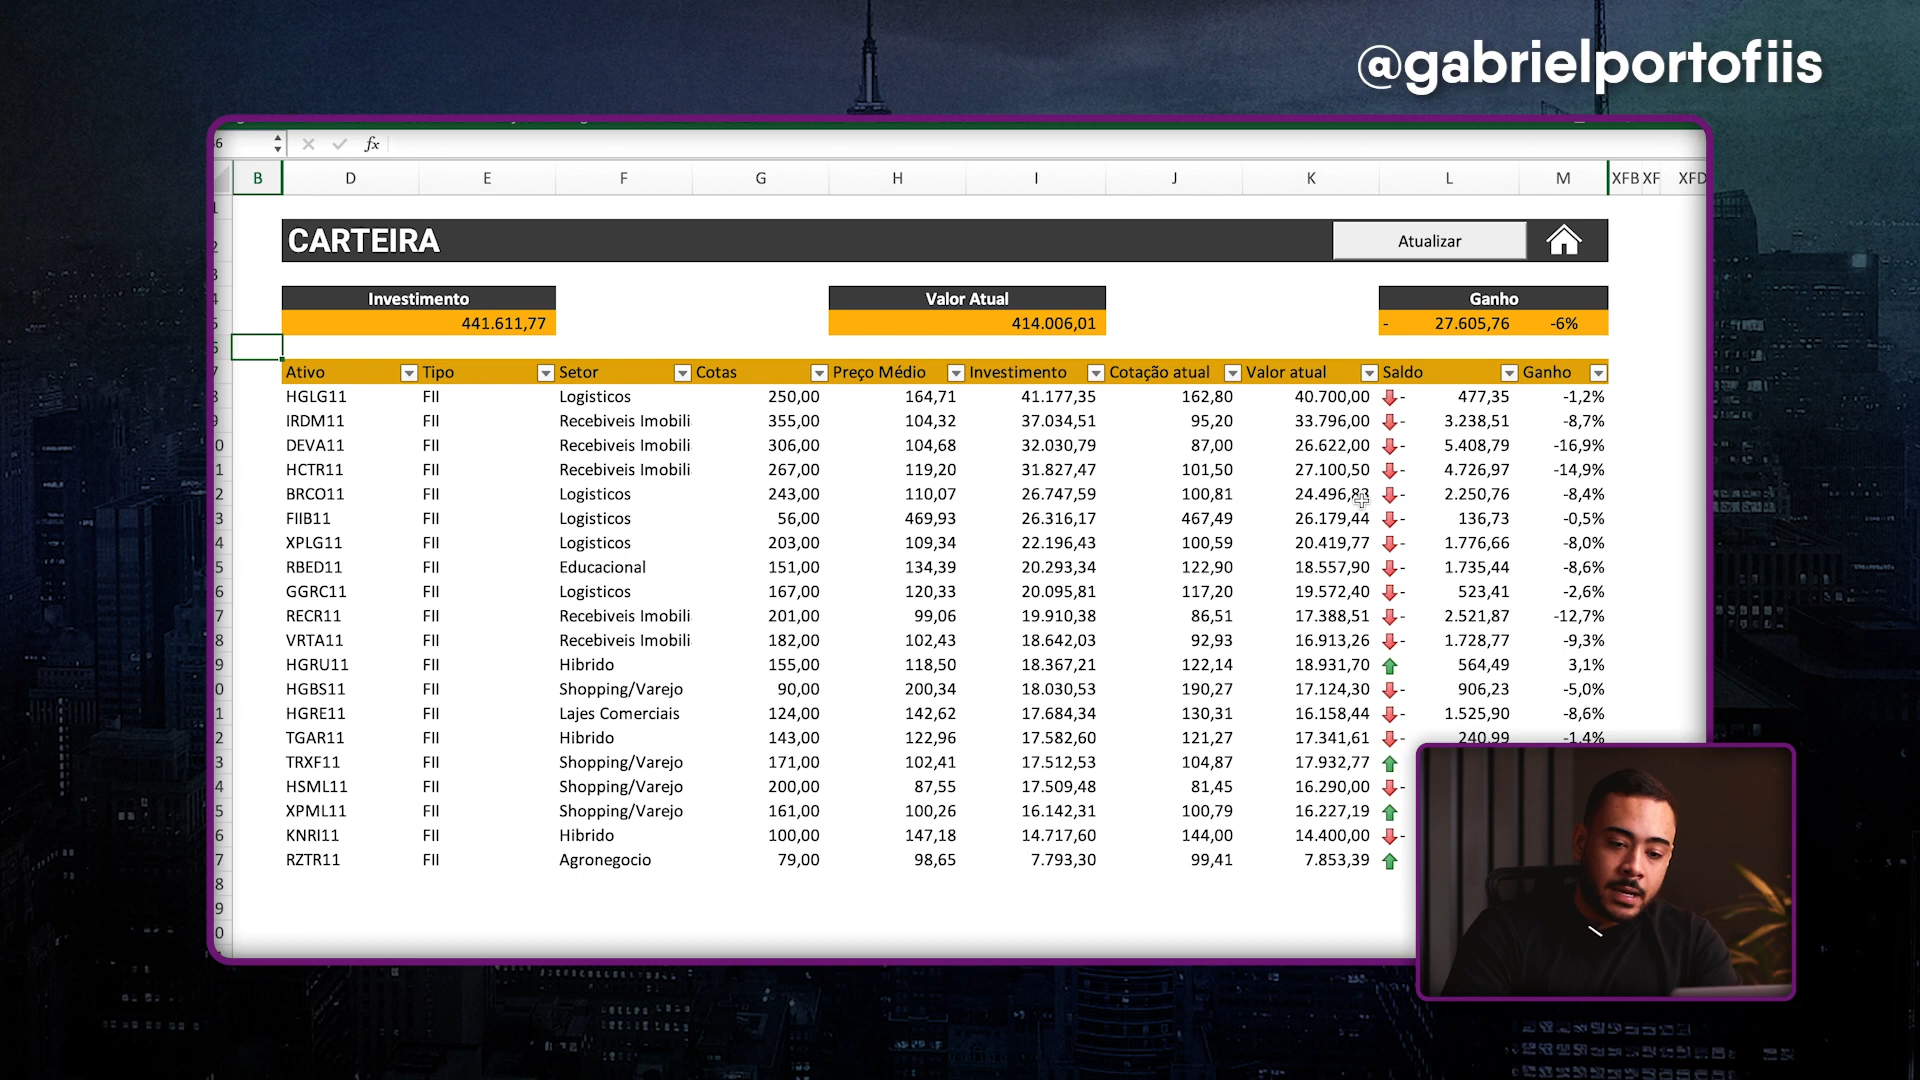 @gabrielportofiis
fx
B D E F G H I J K L M XFB XF XFD
CARTEIRA Atualizar
Investimento Valor Atual Ganho
441.611,77 414.006,01 - 27.605,76 -6%
Ativo Tipo Setor Cotas Preço Médio Investimento Cotação atual Valor atual Saldo Ganho
HGLG11 FII Logisticos 250,00 164,71 41.177,35 162,80 40.700,00 - 477,35 -1,2%
IRDM11 FII Recebiveis Imobili 355,00 104,32 37.034,51 95,20 33.796,00 - 3.238,51 -8,7%
DEVA11 FII Recebiveis Imobili 306,00 104,68 32.030,79 87,00 26.622,00 - 5.408,79 -16,9%
HCTR11 FII Recebiveis Imobili 267,00 119,20 31.827,47 101,50 27.100,50 - 4.726,97 -14,9%
BRCO11 FII Logisticos 243,00 110,07 26.747,59 100,81 24.496,83 - 2.250,76 -8,4%
FIIB11 FII Logisticos 56,00 469,93 26.316,17 467,49 26.179,44 - 136,73 -0,5%
XPLG11 FII Logisticos 203,00 109,34 22.196,43 100,59 20.419,77 - 1.776,66 -8,0%
RBED11 FII Educacional 151,00 134,39 20.293,34 122,90 18.557,90 - 1.735,44 -8,6%
GGRC11 FII Logisticos 167,00 120,33 20.095,81 117,20 19.572,40 - 523,41 -2,6%
RECR11 FII Recebiveis Imobili 201,00 99,06 19.910,38 86,51 17.388,51 - 2.521,87 -12,7%
VRTA11 FII Recebiveis Imobili 182,00 102,43 18.642,03 92,93 16.913,26 - 1.728,77 -9,3%
HGRU11 FII Hibrido 155,00 118,50 18.367,21 122,14 18.931,70 564,49 3,1%
HGBS11 FII Shopping/Varejo 90,00 200,34 18.030,53 190,27 17.124,30 - 906,23 -5,0%
HGRE11 FII Lajes Comerciais 124,00 142,62 17.684,34 130,31 16.158,44 - 1.525,90 -8,6%
TGAR11 FII Hibrido 143,00 122,96 17.582,60 121,27 17.341,61 - 240,99 -1,4%
TRXF11 FII Shopping/Varejo 171,00 102,41 17.512,53 104,87 17.932,77
HSML11 FII Shopping/Varejo 200,00 87,55 17.509,48 81,45 16.290,00 -
XPML11 FII Shopping/Varejo 161,00 100,26 16.142,31 100,79 16.227,19
KNRI11 FII Hibrido 100,00 147,18 14.717,60 144,00 14.400,00 -
RZTR11 FII Agronegocio 79,00 98,65 7.793,30 99,41 7.853,39